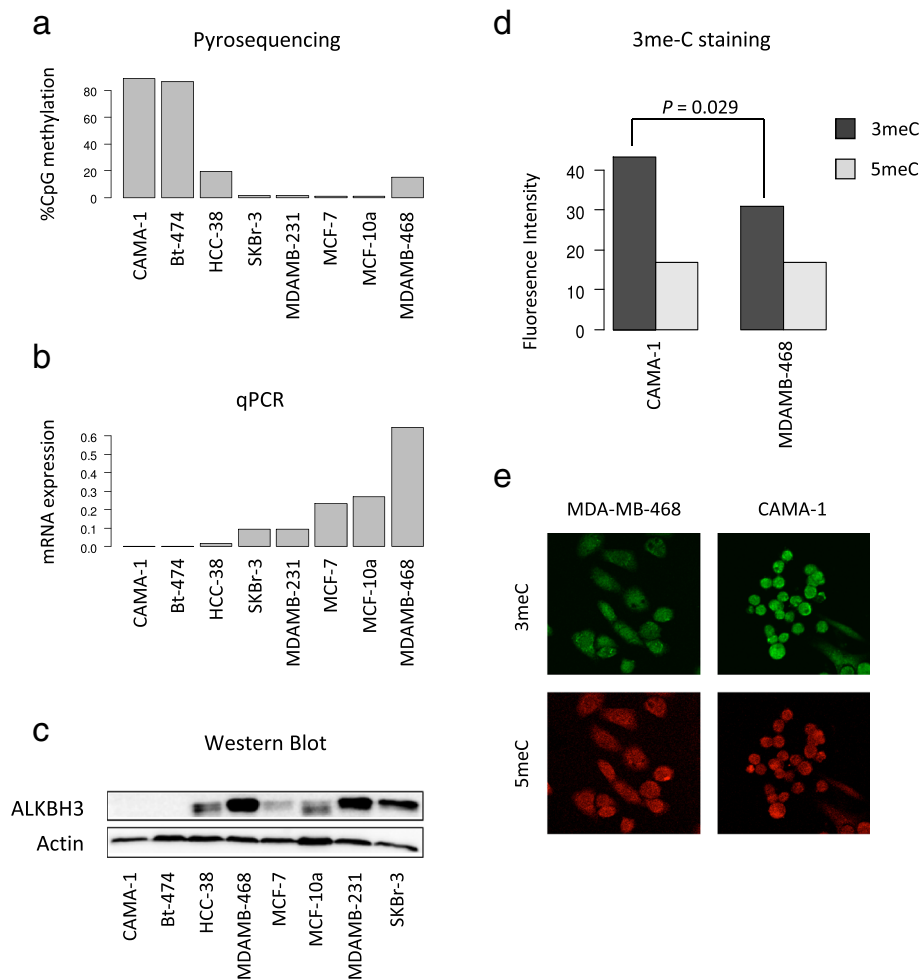 a
Pyrosequencing
%CpG methylation
80
60
40
20
0
CAMA-1
Bt-474
HCC-38
SKBr-3
MDAMB-231
MCF-7
MCF-10a
MDAMB-468
b
qPCR
mRNA expression
0.6
0.5
0.4
0.3
0.2
0.1
0.0
CAMA-1
Bt-474
HCC-38
SKBr-3
MDAMB-231
MCF-7
MCF-10a
MDAMB-468
c
Western Blot
ALKBH3
Actin
CAMA-1
Bt-474
HCC-38
MDAMB-468
MCF-7
MCF-10a
MDAMB-231
SKBr-3
d
3me-C staining
P = 0.029
3meC
5meC
Fluoresence Intensity
40
30
20
10
0
CAMA-1
MDAMB-468
e
MDA-MB-468
CAMA-1
3meC
5meC